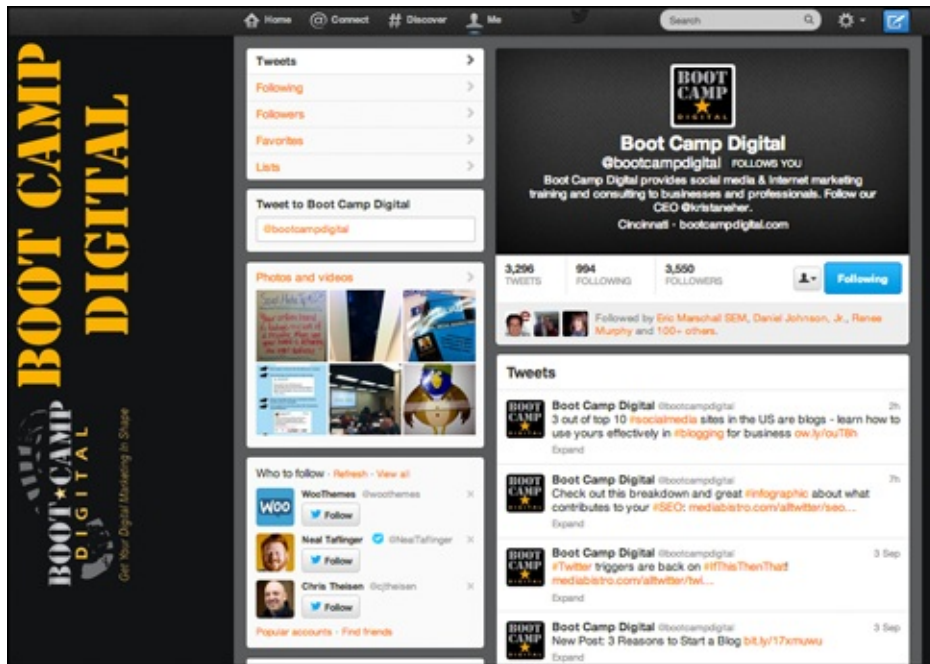 Home Connect Discover Me Search
BOOT CAMP
DIGITAL
BOOT CAMP
DIGITAL
Get Your Digital Marketing In Shape
Tweets
Following
Followers
Favorites
Lists
Tweet to Boot Camp Digital
@bootcampdigital
Photos and videos
Who to follow · Refresh · View all
WOO
WooThemes @woothemes
Follow
Neal Taflinger @NealTaflinger
Follow
Chris Theisen @cjtheisen
Follow
Popular accounts · Find friends
BOOT
CAMP
DIGITAL
Boot Camp Digital
@bootcampdigital FOLLOWS YOU
Boot Camp Digital provides social media & Internet marketing
training and consulting to businesses and professionals. Follow our
CEO @kristaneher.
Cincinnati · bootcampdigital.com
3,296 994 3,550
TWEETS FOLLOWING FOLLOWERS
Following
Followed by Eric Marschall SEM, Daniel Johnson, Jr., Renee
Murphy and 100+ others.
Tweets
BOOT
CAMP
Boot Camp Digital @bootcampdigital 2h
3 out of top 10 #socialmedia sites in the US are blogs - learn how
to use yours effectively in #blogging for business ow.ly/ouT8h
Expand
BOOT
CAMP
Boot Camp Digital @bootcampdigital 7h
Check out this breakdown and great #infographic about what
contributes to your #SEO: mediabistro.com/alltwitter/seo...
Expand
BOOT
CAMP
Boot Camp Digital @bootcampdigital 3 Sep
#Twitter triggers are back on #IfThisThenThat!
mediabistro.com/alltwitter/twi...
Expand
BOOT
CAMP
Boot Camp Digital @bootcampdigital 3 Sep
New Post: 3 Reasons to Start a Blog bit.ly/17xmuwu
Expand